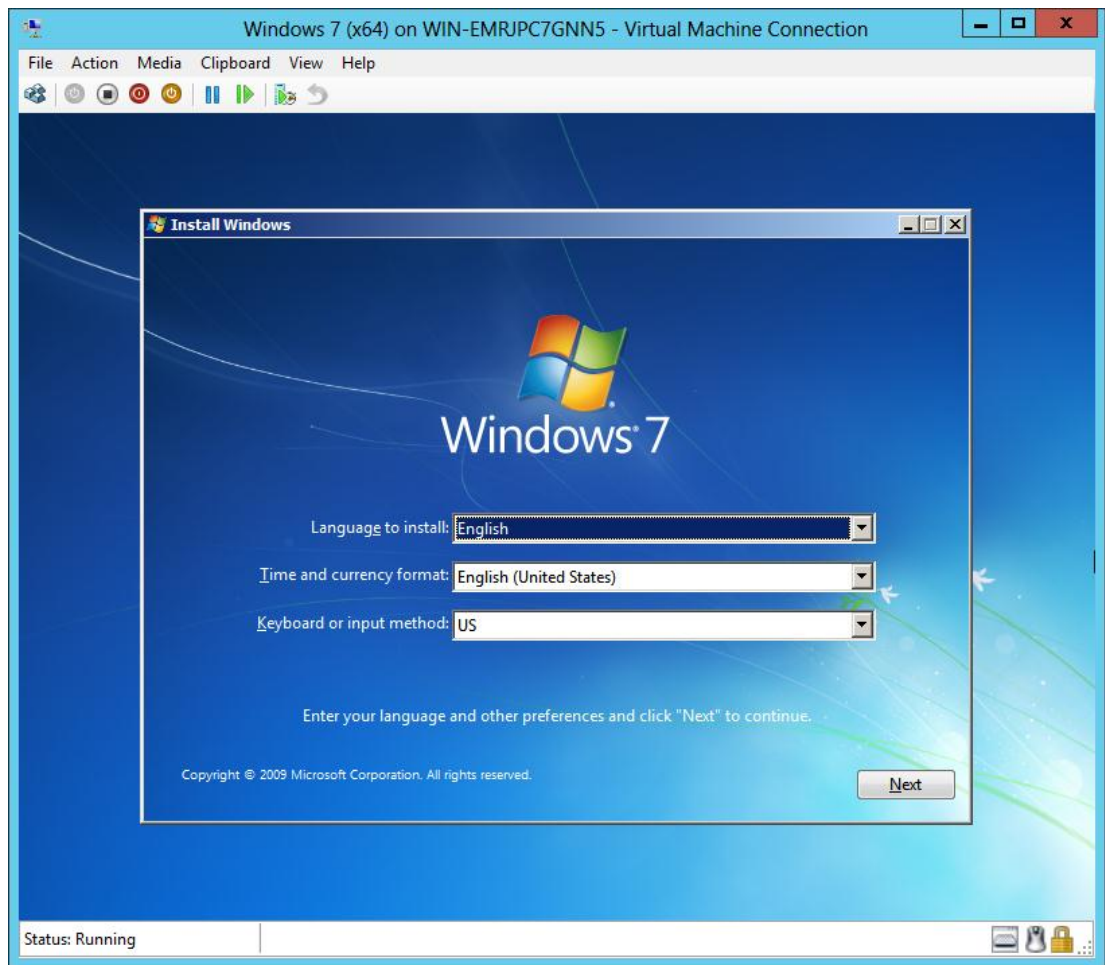 Windows 7 (x64) on WIN-EMRJPC7GNN5 - Virtual Machine Connection
File Action Media Clipboard View Help
Install Windows
Windows® 7
Language to install: English
Time and currency format: English (United States)
Keyboard or input method: US
Enter your language and other preferences and click "Next" to continue.
Copyright © 2009 Microsoft Corporation. All rights reserved.
Next
Status: Running